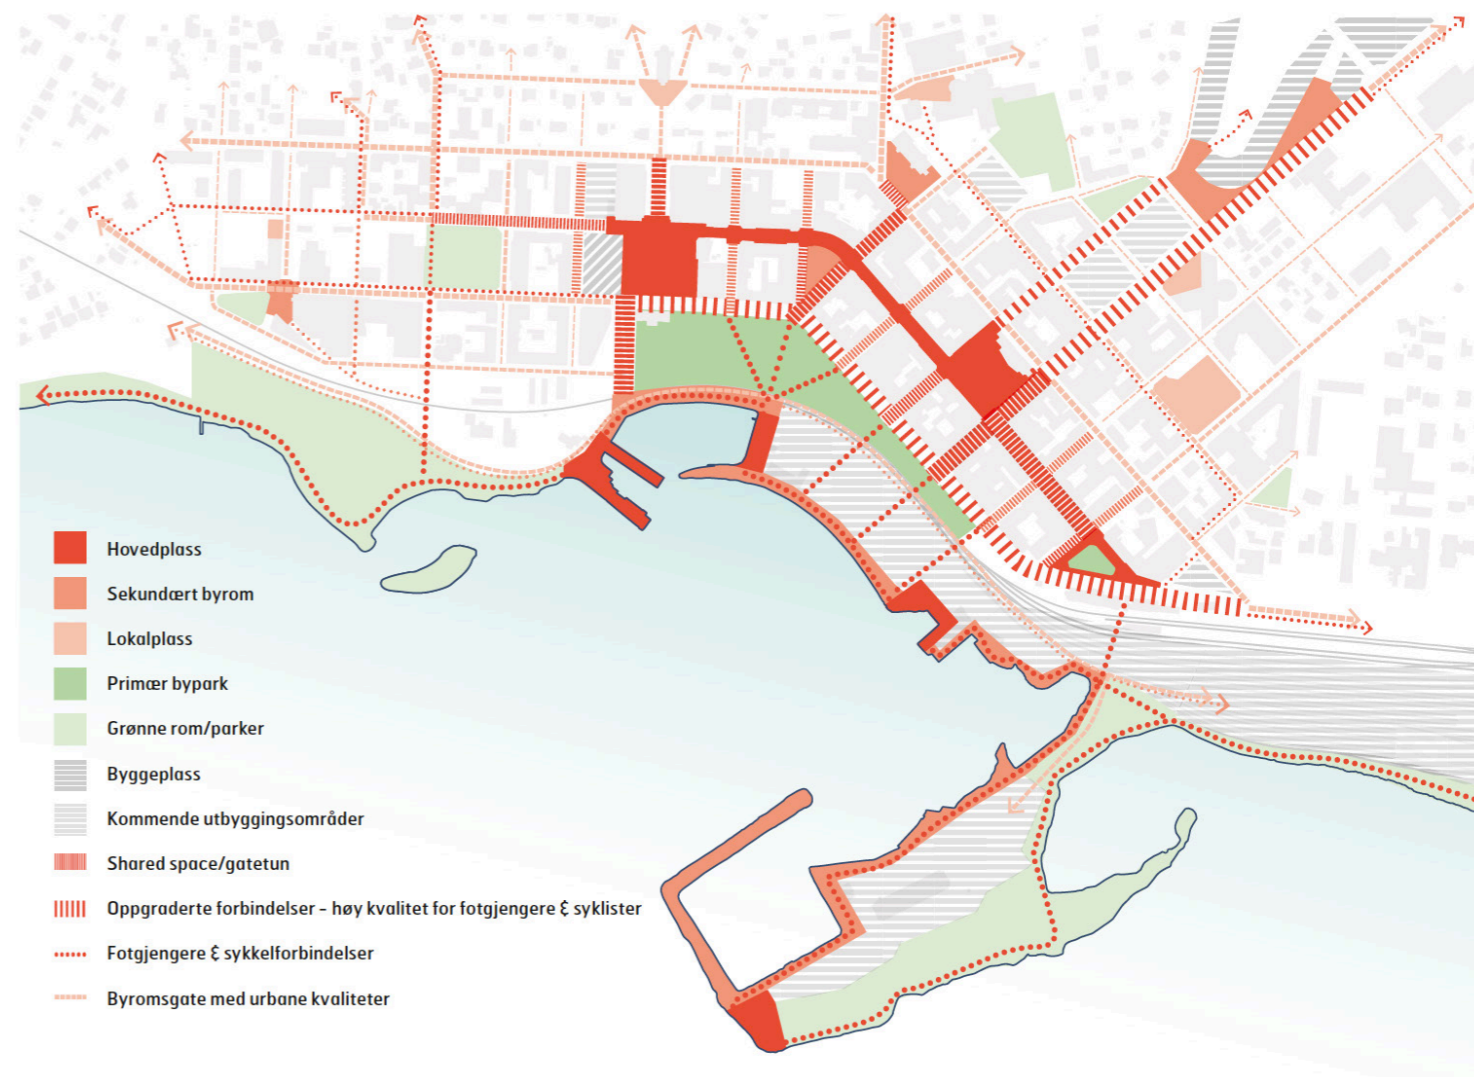 Hovedplass
Sekundært byrom
Lokalplass
Primær bypark
Grønne rom/parker
Byggeplass
Kommende utbyggingsområder
Shared space/gatetun
Oppgraderte forbindelser - høy kvalitet for fotgjengere & syklister
Fotgjengere & sykkelforbindelser
Byromsgate med urbane kvaliteter